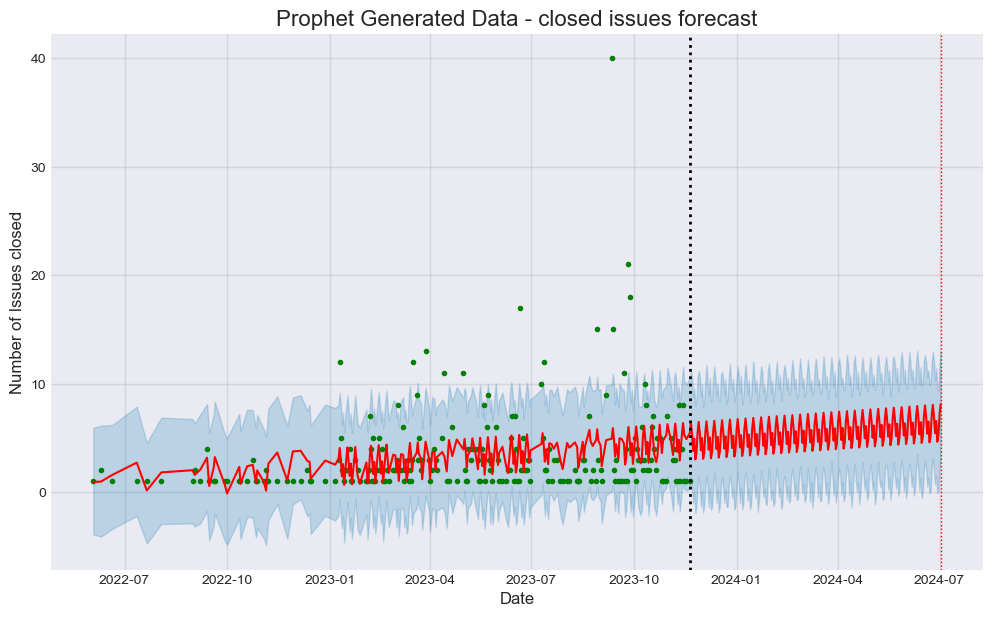 Prophet Generated Data - closed issues forecast
Number of Issues closed
40
30
20
10
0
2022-07 2022-10 2023-01 2023-04 2023-07 2023-10 2024-01 2024-04 2024-07
Date